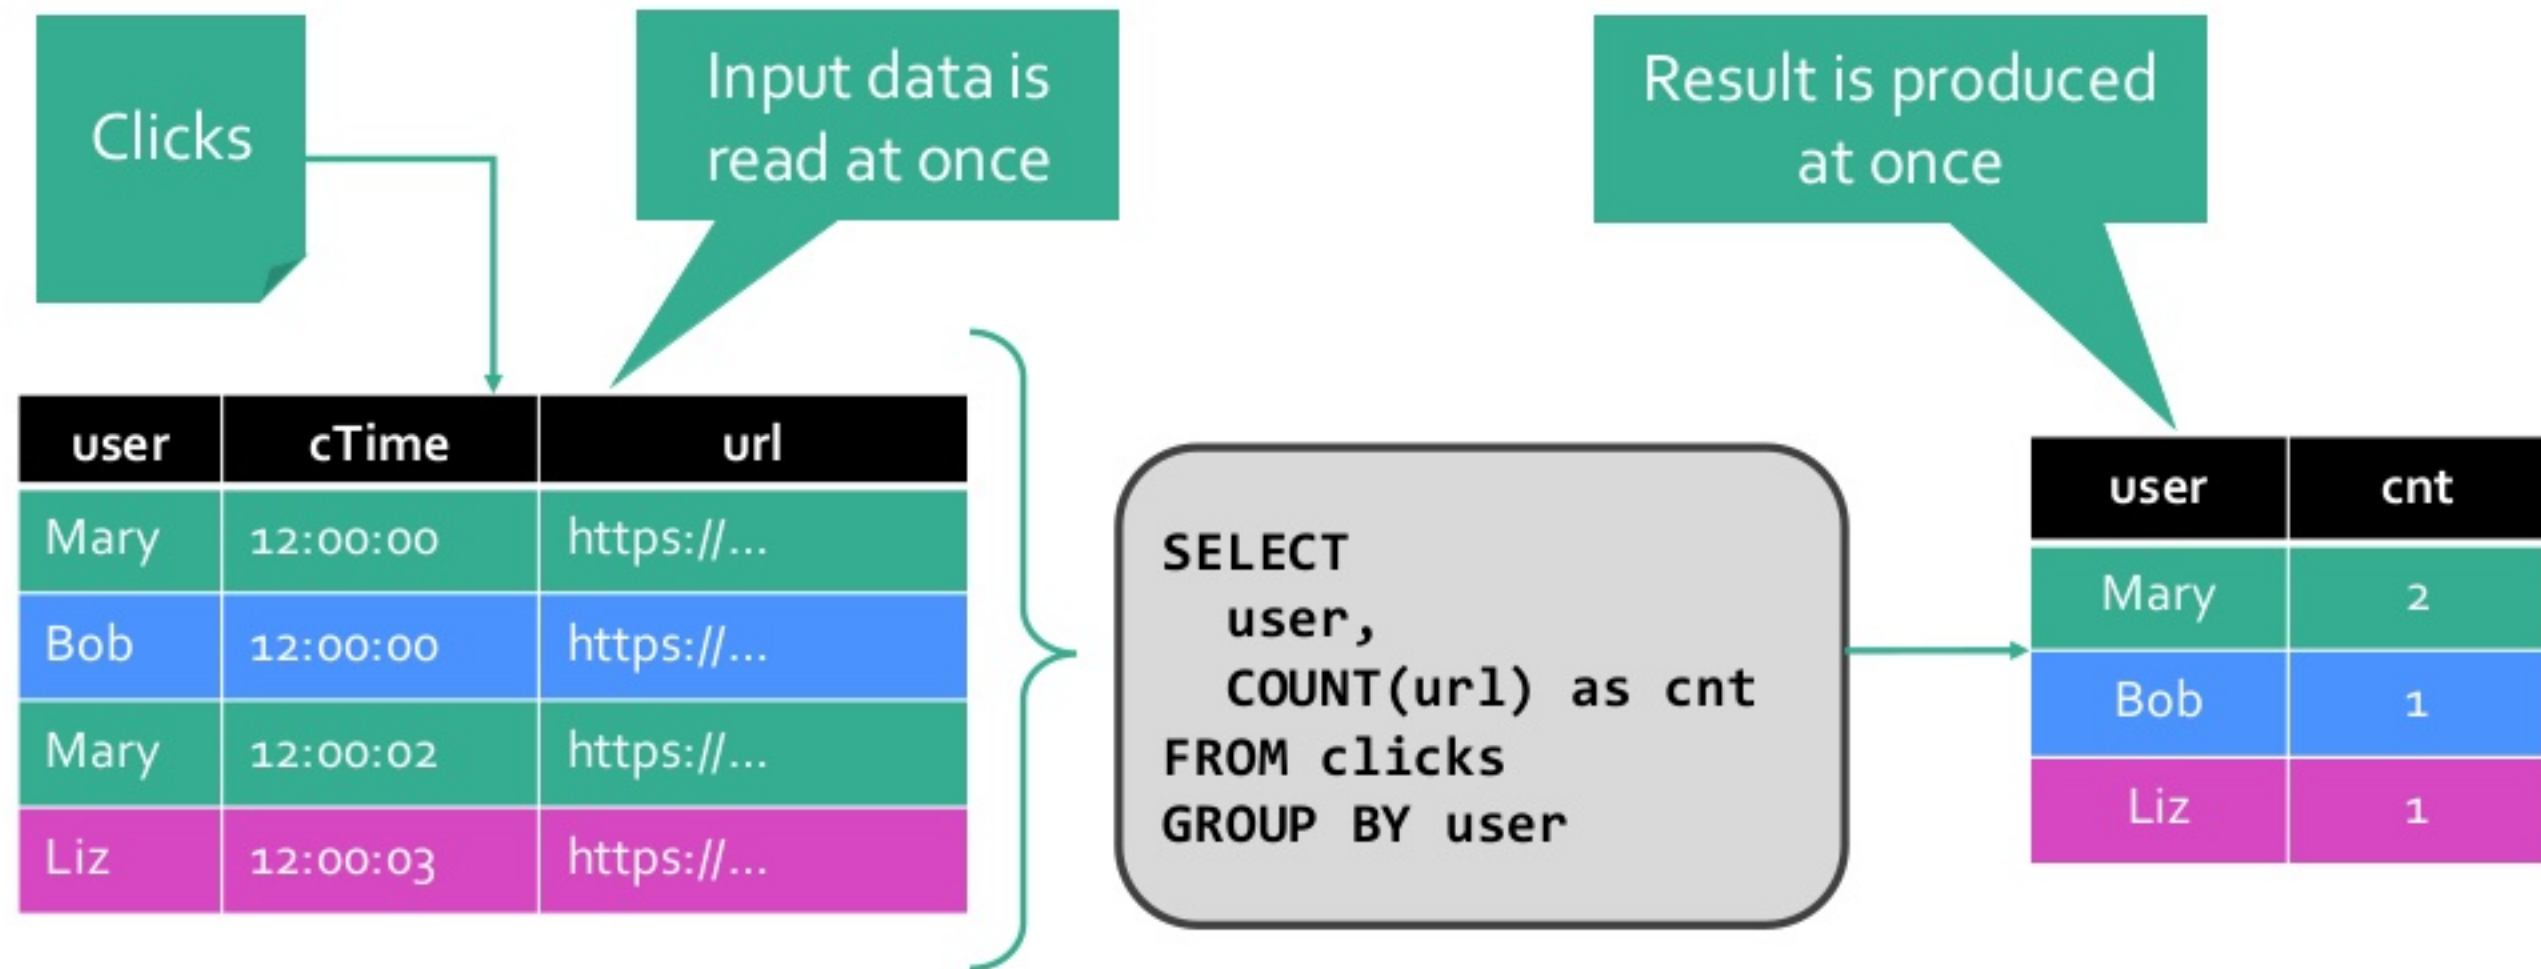 Clicks
Input data is
read at once
Result is produced
at once
user cTime url
Mary 12:00:00 https://...
Bob 12:00:00 https://...
Mary 12:00:02 https://...
Liz 12:00:03 https://...
SELECT
user,
COUNT(url) as cnt
FROM clicks
GROUP BY user
user cnt
Mary 2
Bob 1
Liz 1